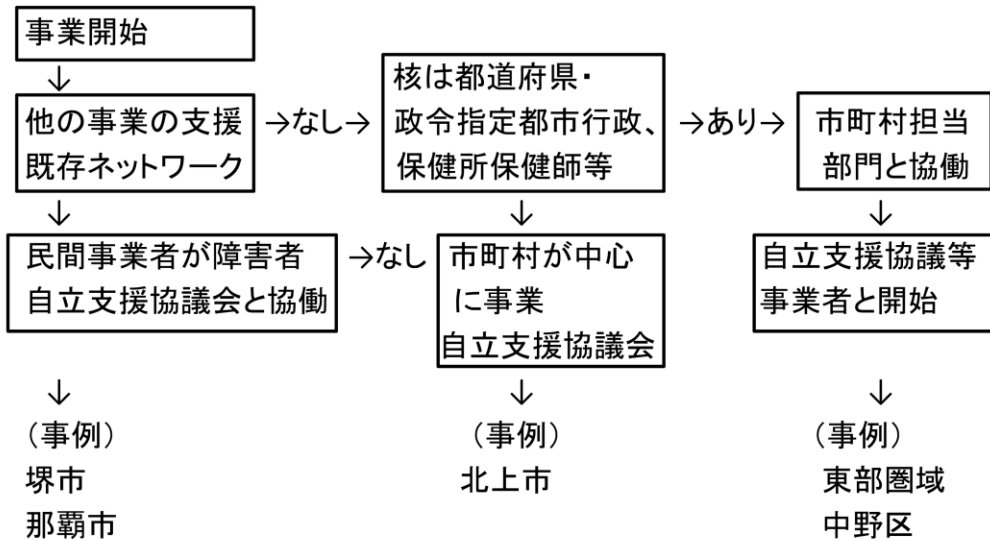 事業開始
↓
他の事業の支援
既存ネットワーク
→なし→
核は都道府県・
政令指定都市行政、
保健所保健師等
→あり→
市町村担当
部門と協働
↓
↓
↓
民間事業者が障害者
自立支援協議会と協働
→なし
市町村が中心
に事業
自立支援協議会
自立支援協議等
事業者と開始
↓
↓
↓
（事例）
堺市
那覇市
（事例）
北上市
（事例）
東部圏域
中野区